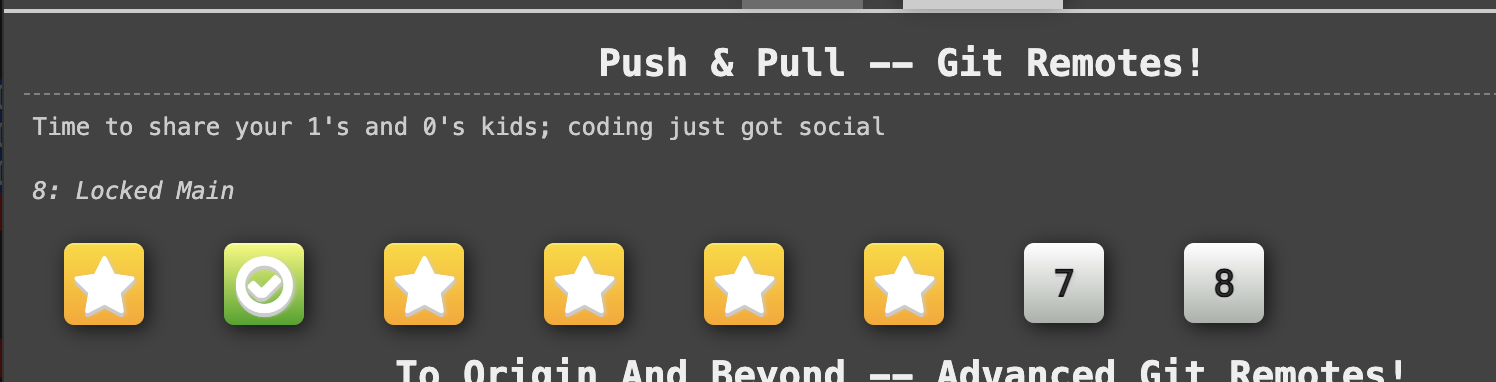 Push & Pull -- Git Remotes!
Time to share your 1's and 0's kids; coding just got social
8: Locked Main
7 8
To Origin And Beyond -- Advanced Git Remotes!